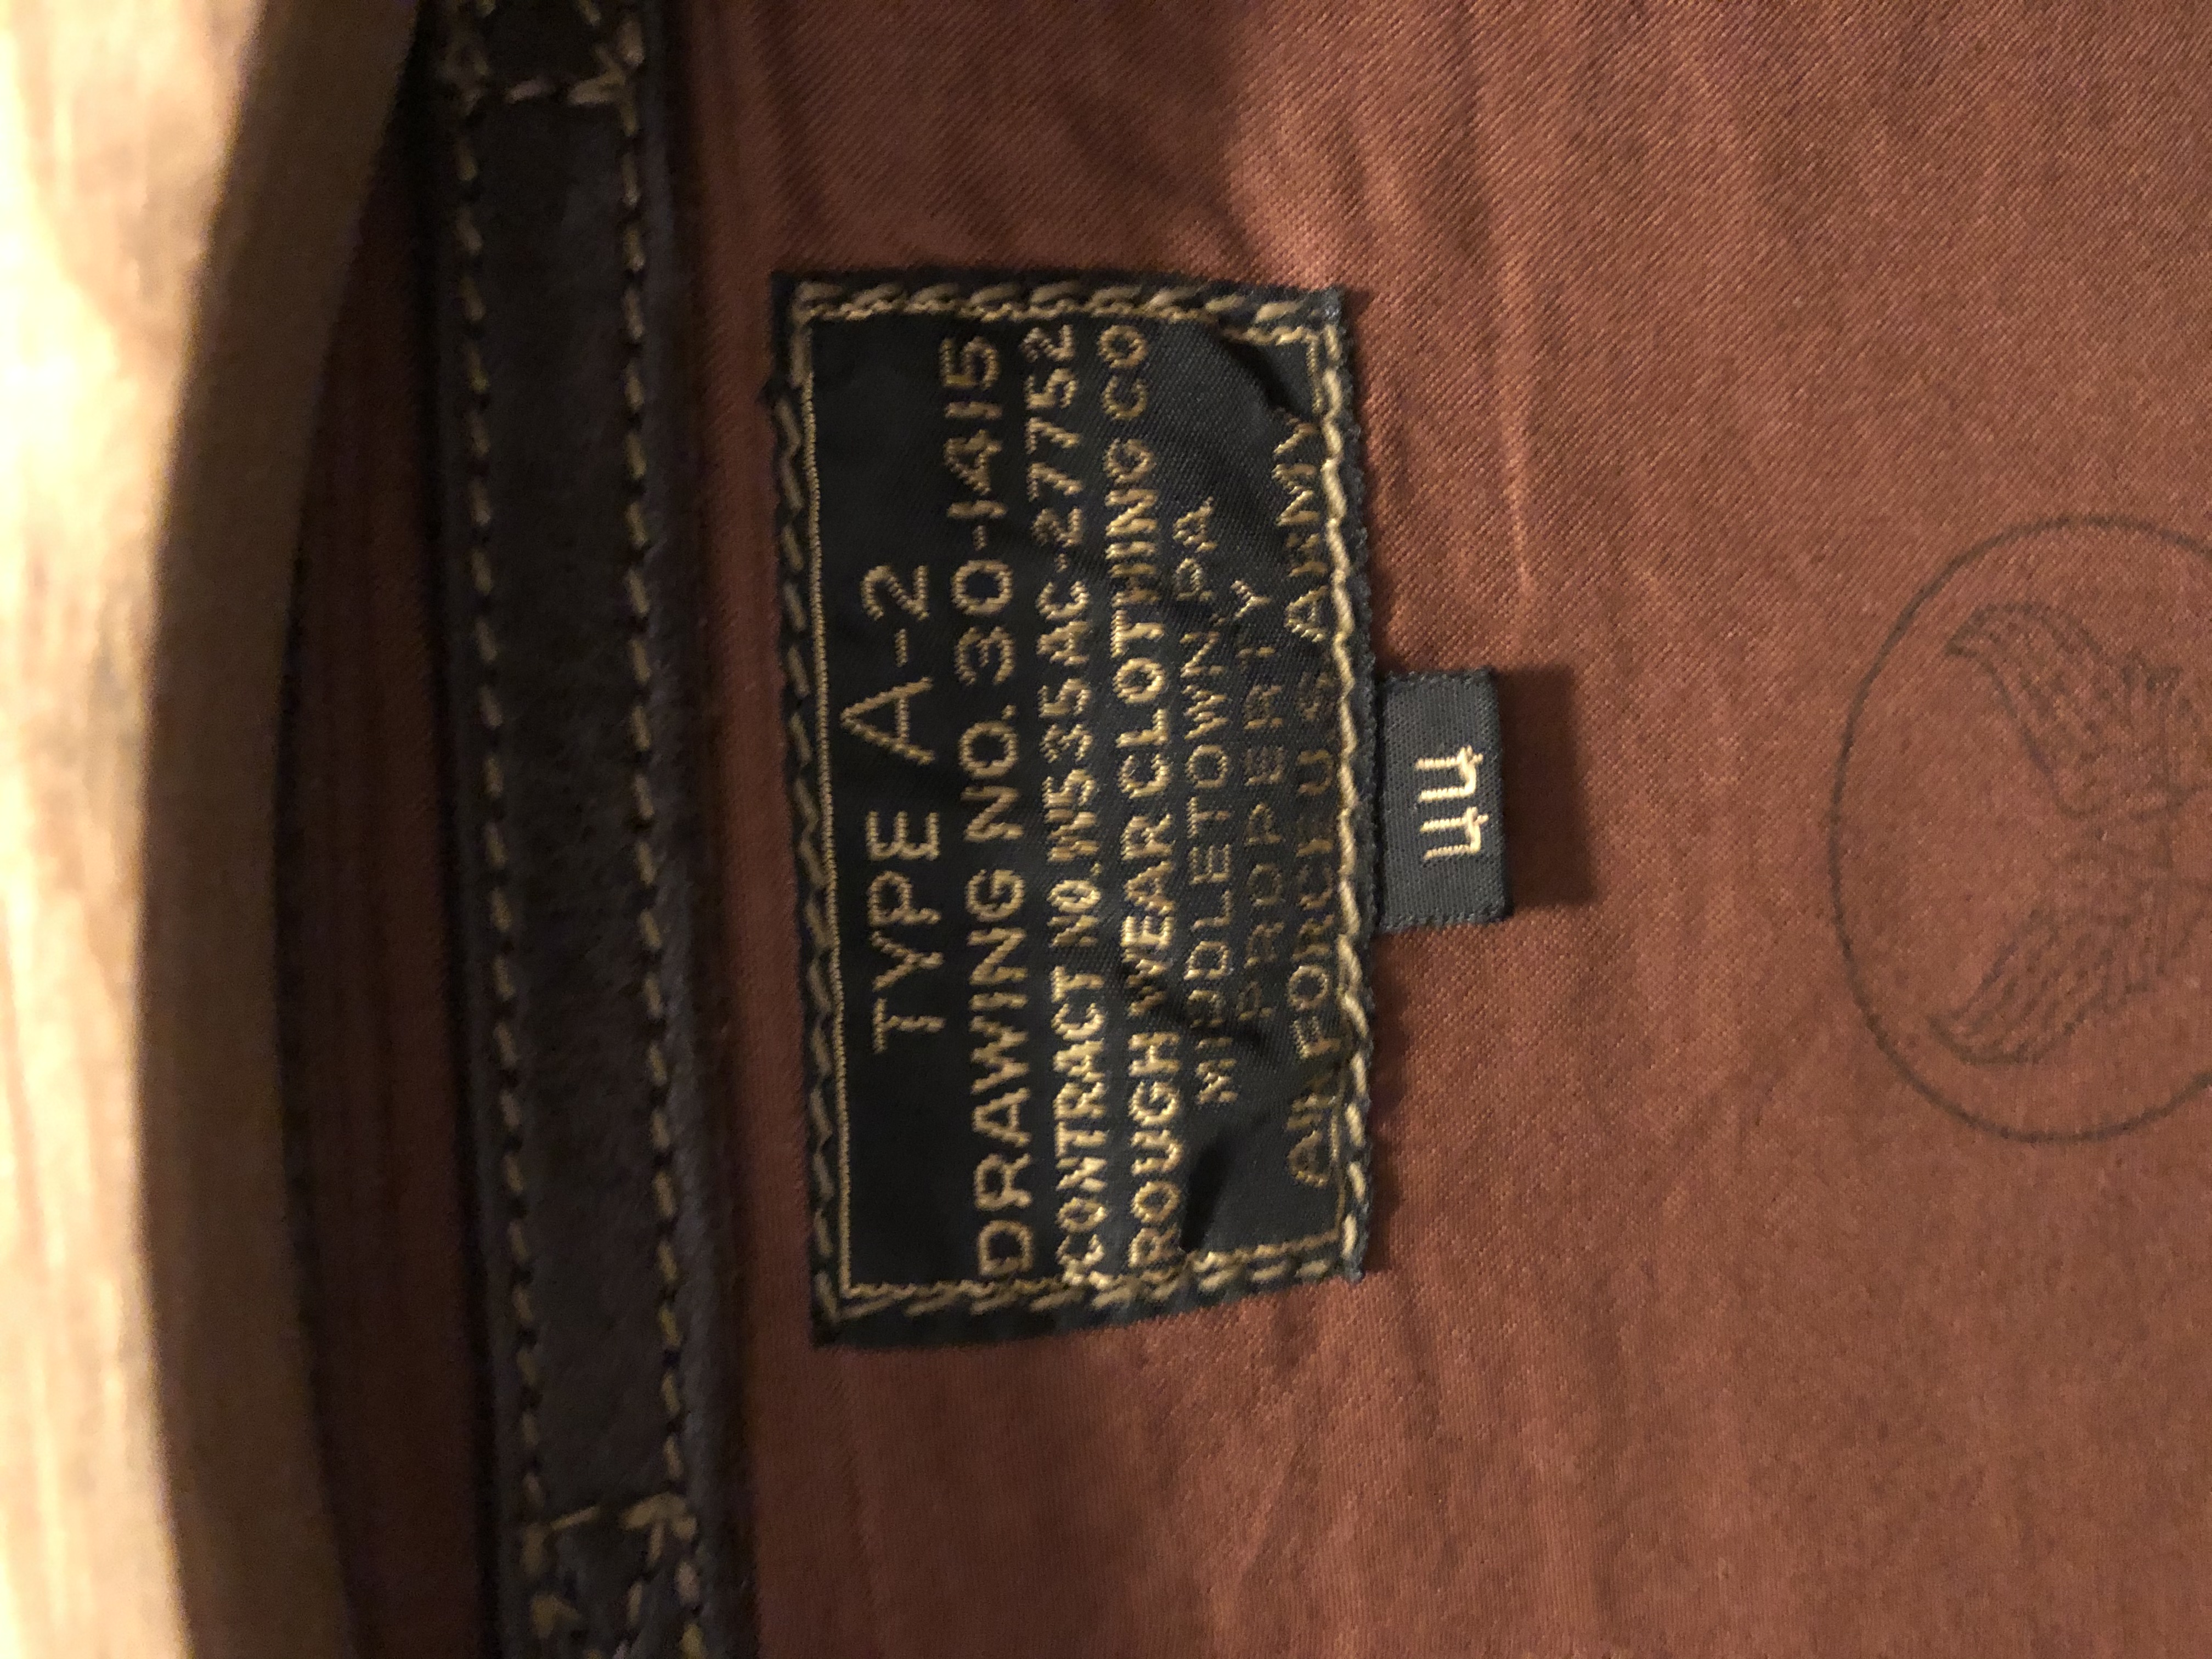 TYPE A-2
DRAWING NO. 30-1415
CONTRACT NO. W535AC-27752
ROUGH WEAR CLOTHING CO
MIDDLETOWN, PA
PROPERTY
AIR FORCE U S ARMY
44